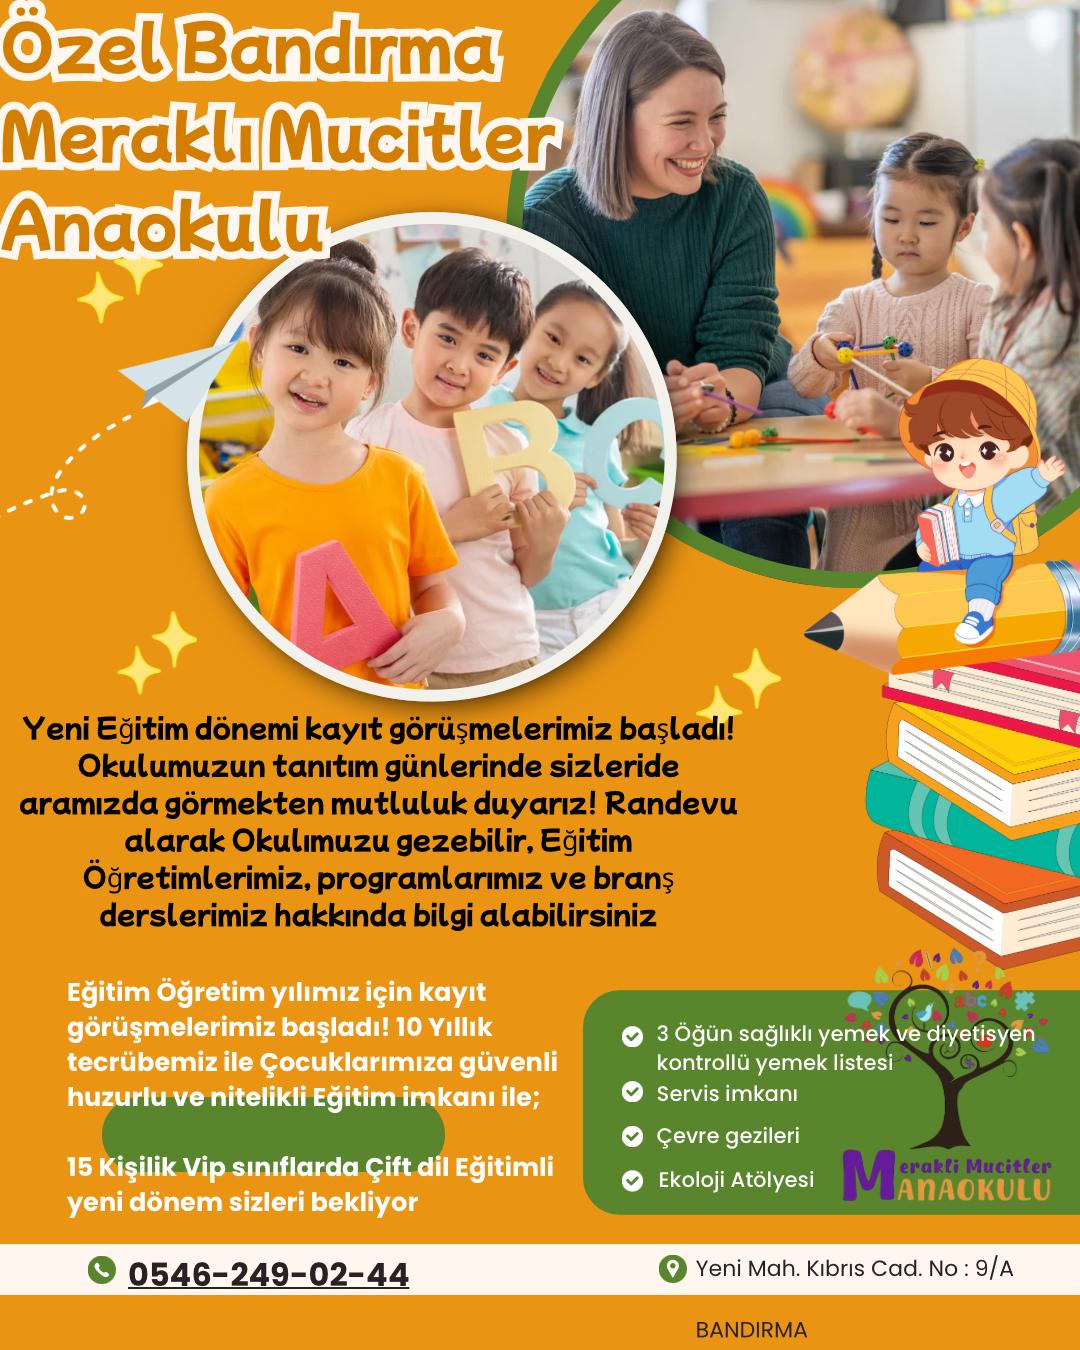 Özel Bandırma
Meraklı Mucitler
Anaokulu
A
B
C
Yeni Eğitim dönemi kayıt görüşmelerimiz başladı!
Okulumuzun tanıtım günlerinde sizleride
aramızda görmekten mutluluk duyarız! Randevu
alarak Okulımuzu gezebilir, Eğitim
Öğretimlerimiz, programlarımız ve branş
derslerimiz hakkında bilgi alabilirsiniz
Eğitim Öğretim yılımız için kayıt
görüşmelerimiz başladı! 10 Yıllık
tecrübemiz ile Çocuklarımıza güvenli
huzurlu ve nitelikli Eğitim imkanı ile;
15 Kişilik Vip sınıflarda Çift dil Eğitimli
yeni dönem sizleri bekliyor
abc
3 Öğün sağlıklı yemek ve diyetisyen
kontrollü yemek listesi
Servis imkanı
Çevre gezileri
Ekoloji Atölyesi
Merakli Mucitler
ANAOKULU
0546-249-02-44
Yeni Mah. Kıbrıs Cad. No : 9/A
BANDIRMA